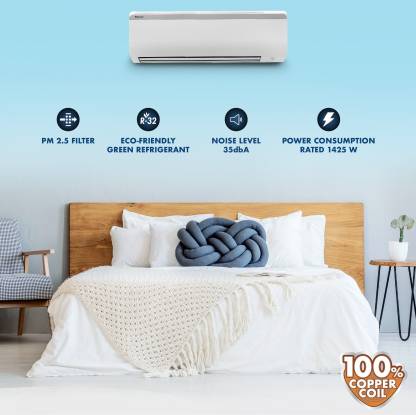 R-32
PM 2.5 FILTER
ECO-FRIENDLY
GREEN REFRIGERANT
NOISE LEVEL
35dbA
POWER CONSUMPTION
RATED 1425 W
100%
COPPER
COIL